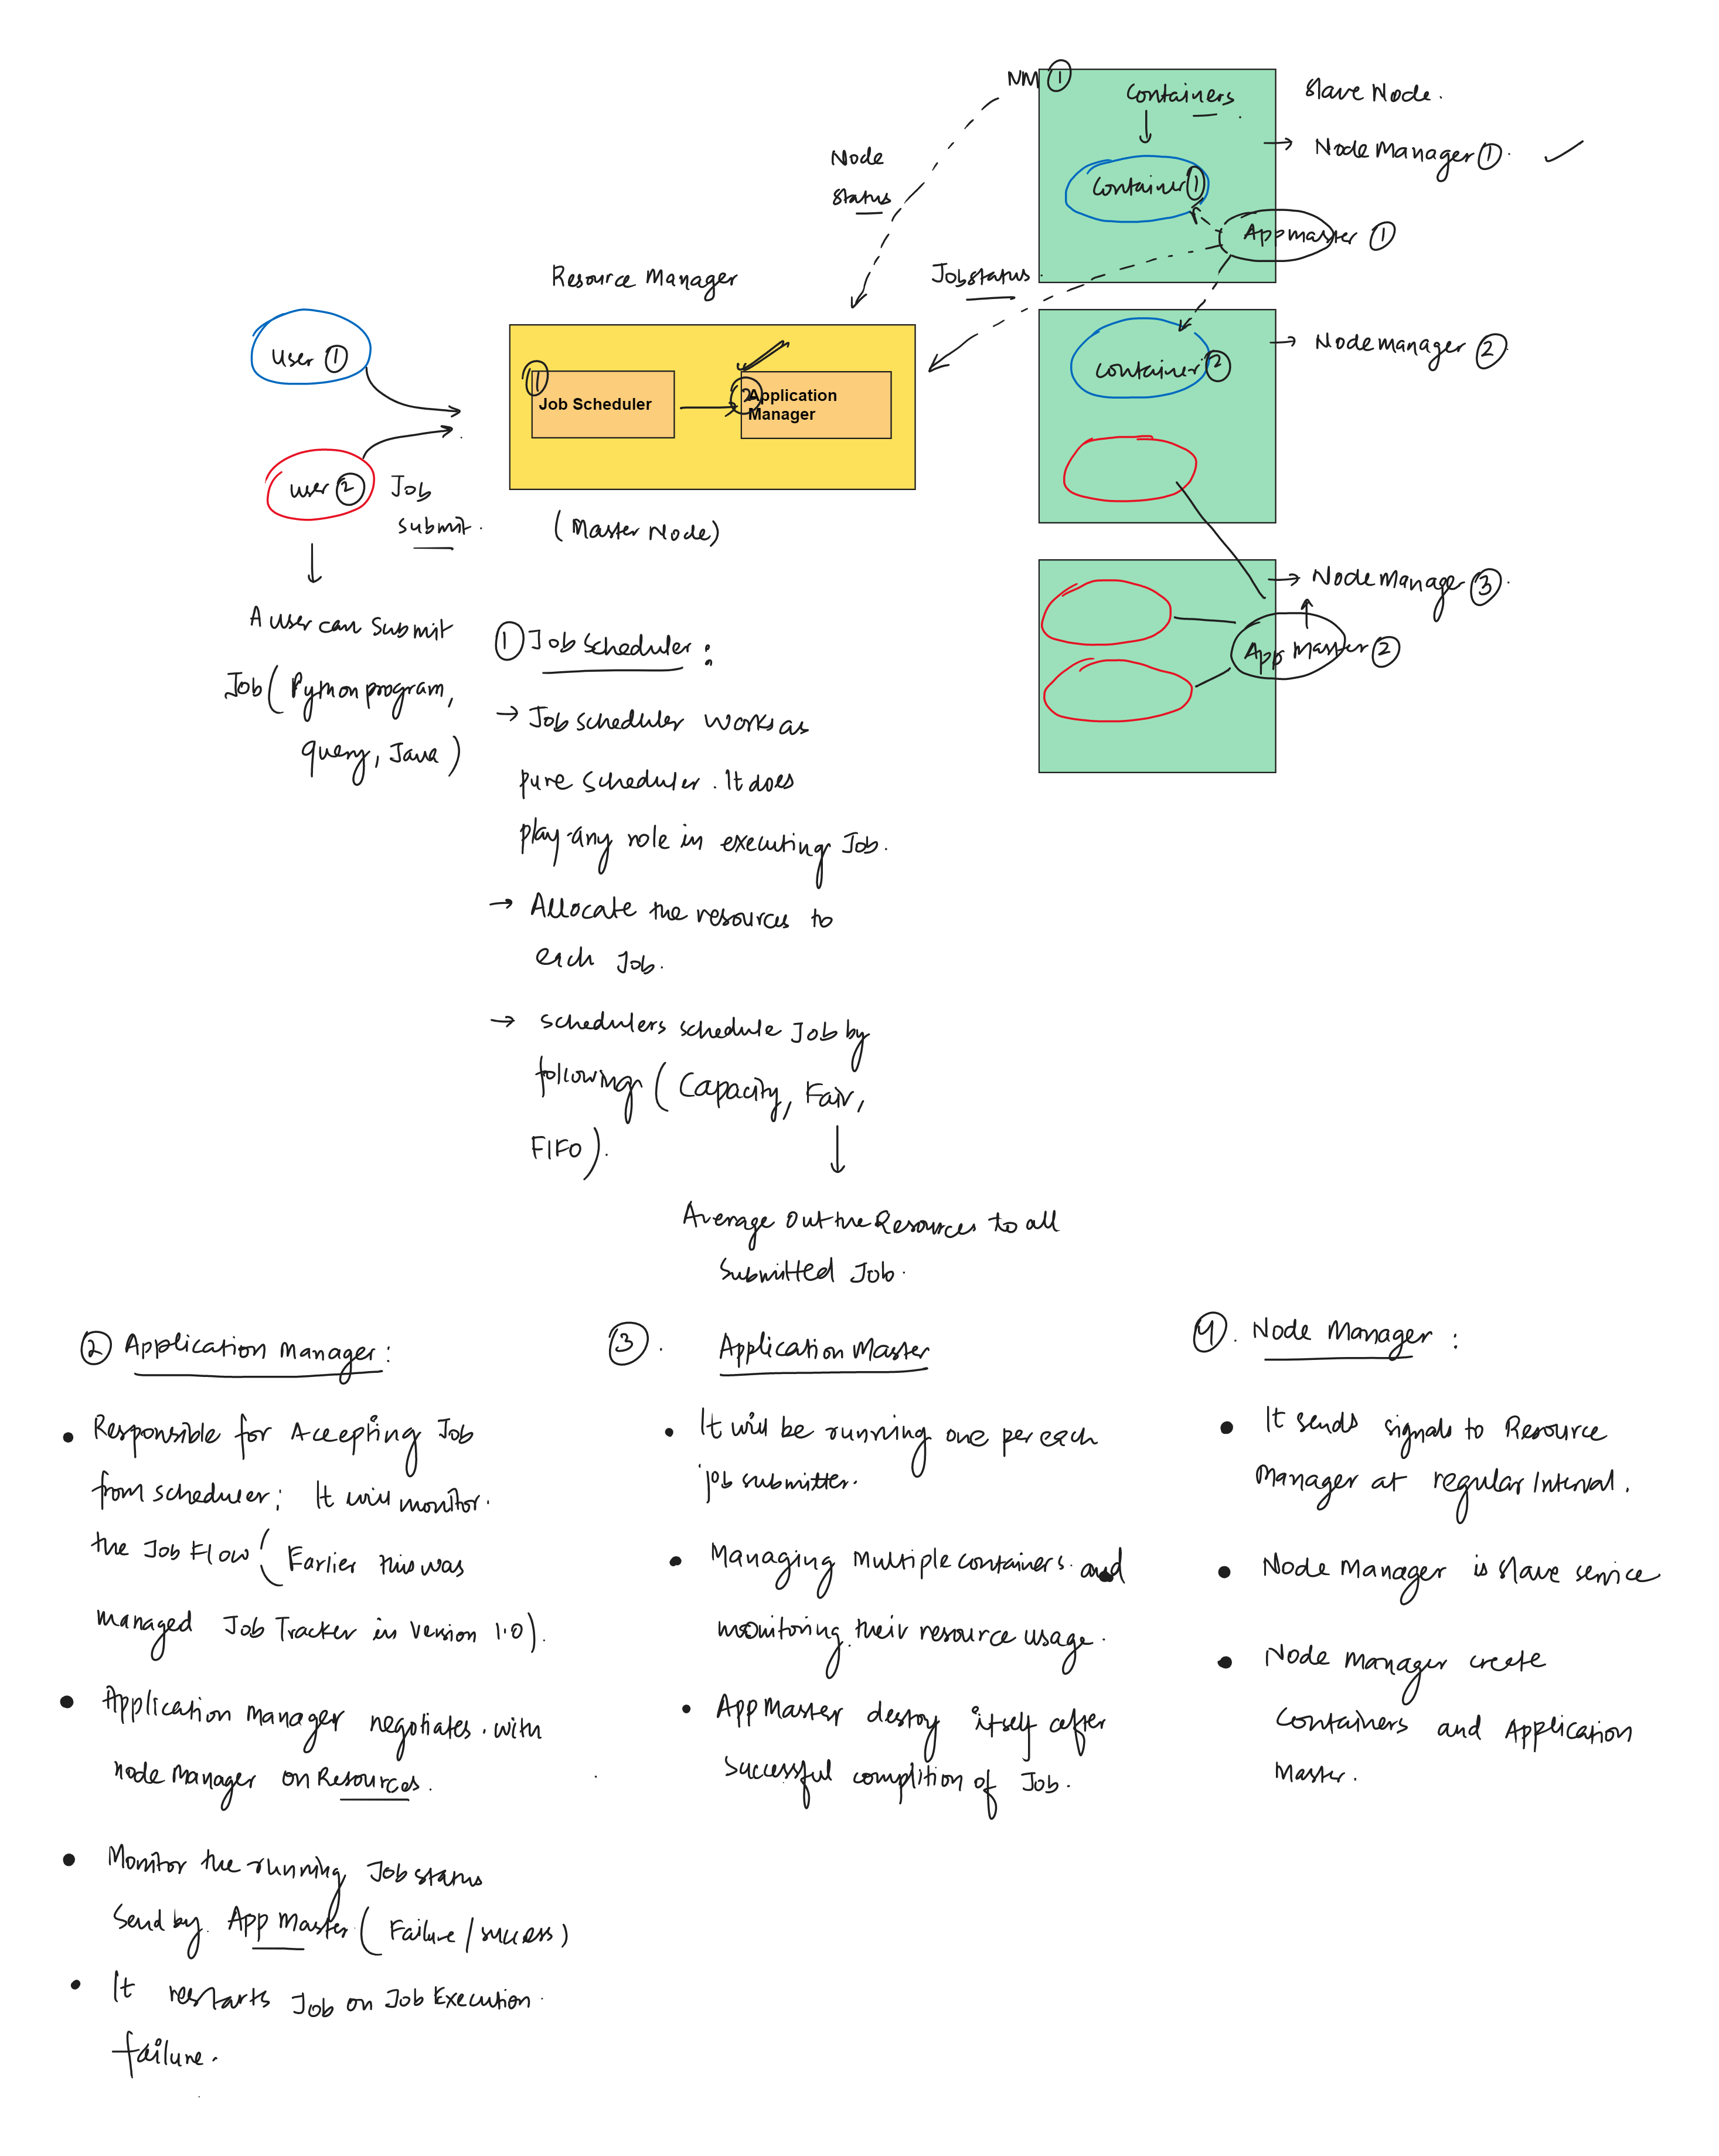 NM ①
Containers
Slave Node.
Node Manager ①.
Node
Status
Container ①
App master ①
Job status.
Resource Manager
User ①
① Job Scheduler
② Application
Manager
Container ②
Node manager ②
user ②
Job
submit.
(Master Node)
Node Manager ③.
App Master ②
A user can Submit
Job (Python program,
query, Java)
① Job Scheduler:
→ Job scheduler works as
pure scheduler. It does
play any role in executing Job.
→ Allocate the resources to
each Job.
→ schedulers schedule Job by
following (Capacity, Fair,
FIFO).
Average Out the Resources to all
Submitted Job.
② Application Manager:
• Responsible for Accepting Job
from scheduler; It will monitor.
the Job Flow (Earlier this was
managed Job Tracker in Version 1.0).
• Application manager negotiates with
node Manager on Resources.
• Monitor the running Job status
Send by App Master (Failure/success)
• It restarts Job on Job Execution.
failure.
③. Application Master
• It will be running one per each
job submitter.
• Managing Multiple containers and
monitoring their resource usage.
• App Master destoy itself after
Successful complition of Job.
4. Node Manager:
• It sends signals to Resource
Manager at regular Interval.
• Node Manager is slave service
• Node manager create
Containers and Application
Master.